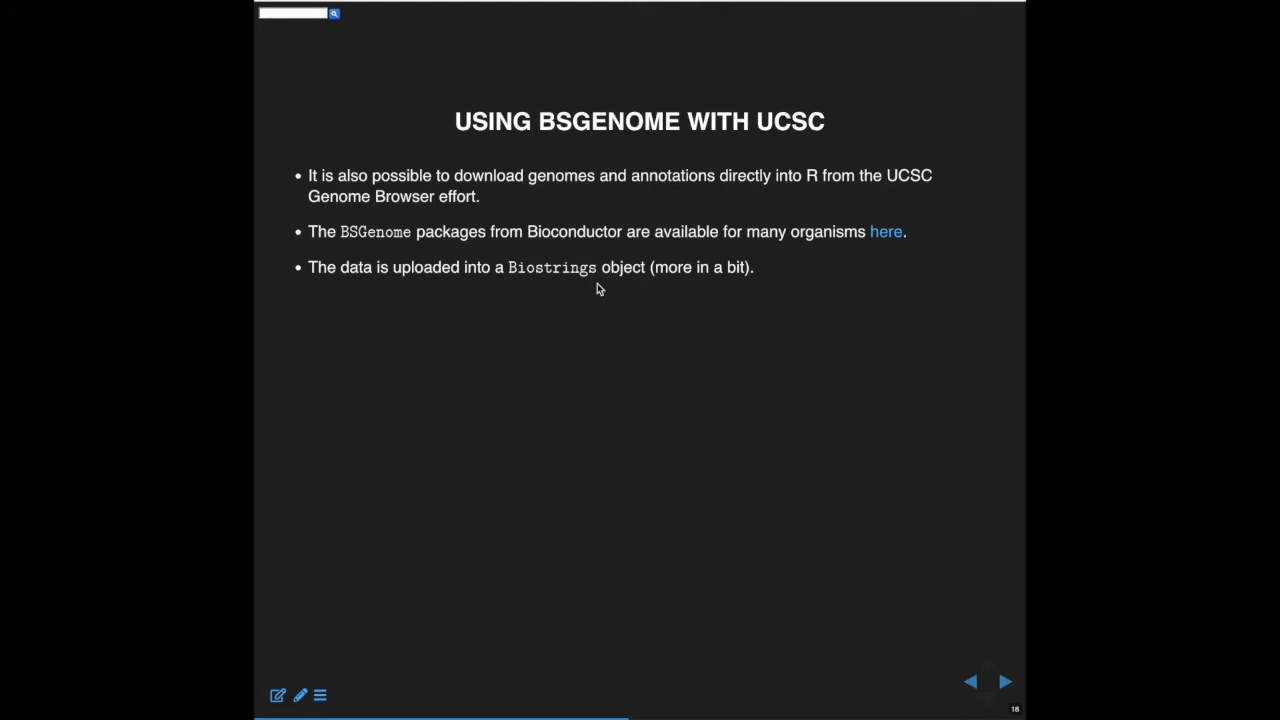 USING BSGENOME WITH UCSC
• It is also possible to download genomes and annotations directly into R from the UCSC
Genome Browser effort.
• The BSGenome packages from Bioconductor are available for many organisms here.
• The data is uploaded into a Biostrings object (more in a bit).
18